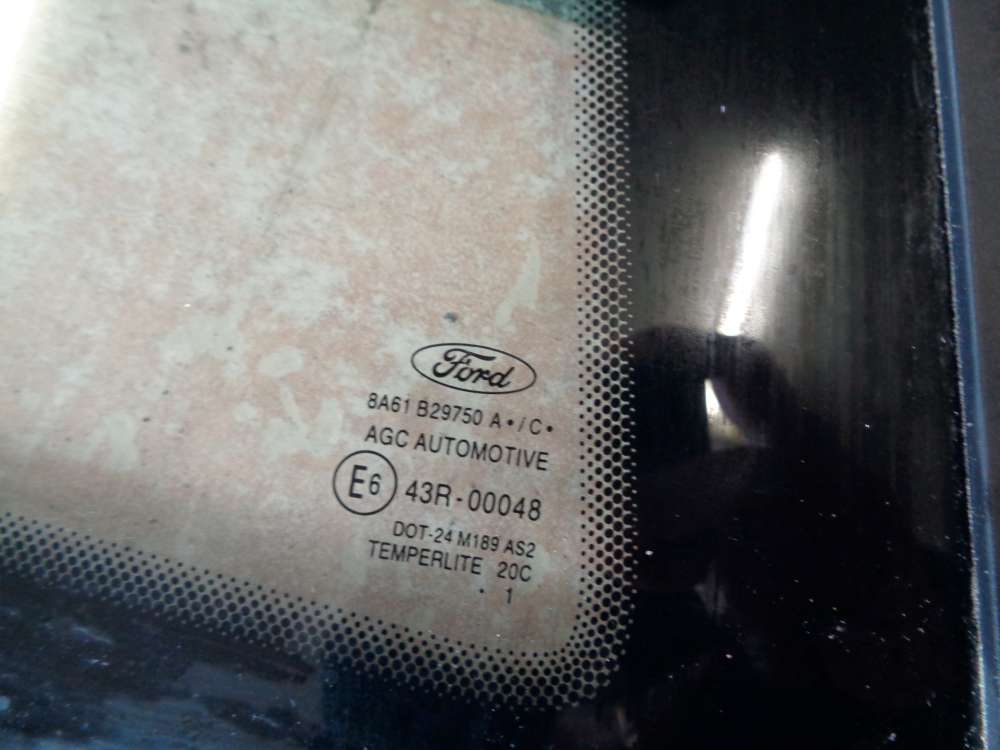 Ford
8A61 B29750 A•/C•
AGC AUTOMOTIVE
E6 43R-00048
DOT-24 M189 AS2
TEMPERLITE 20C
. 1